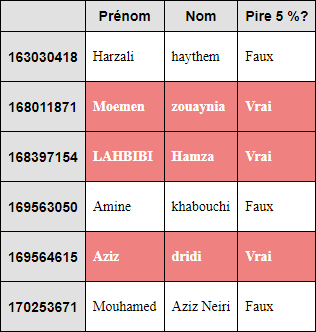 Prénom Nom Pire 5 %?
163030418 Harzali haythem Faux
168011871 Moemen zouaynia Vrai
168397154 LAHBIBI Hamza Vrai
169563050 Amine khabouchi Faux
169564615 Aziz dridi Vrai
170253671 Mouhamed Aziz Neiri Faux